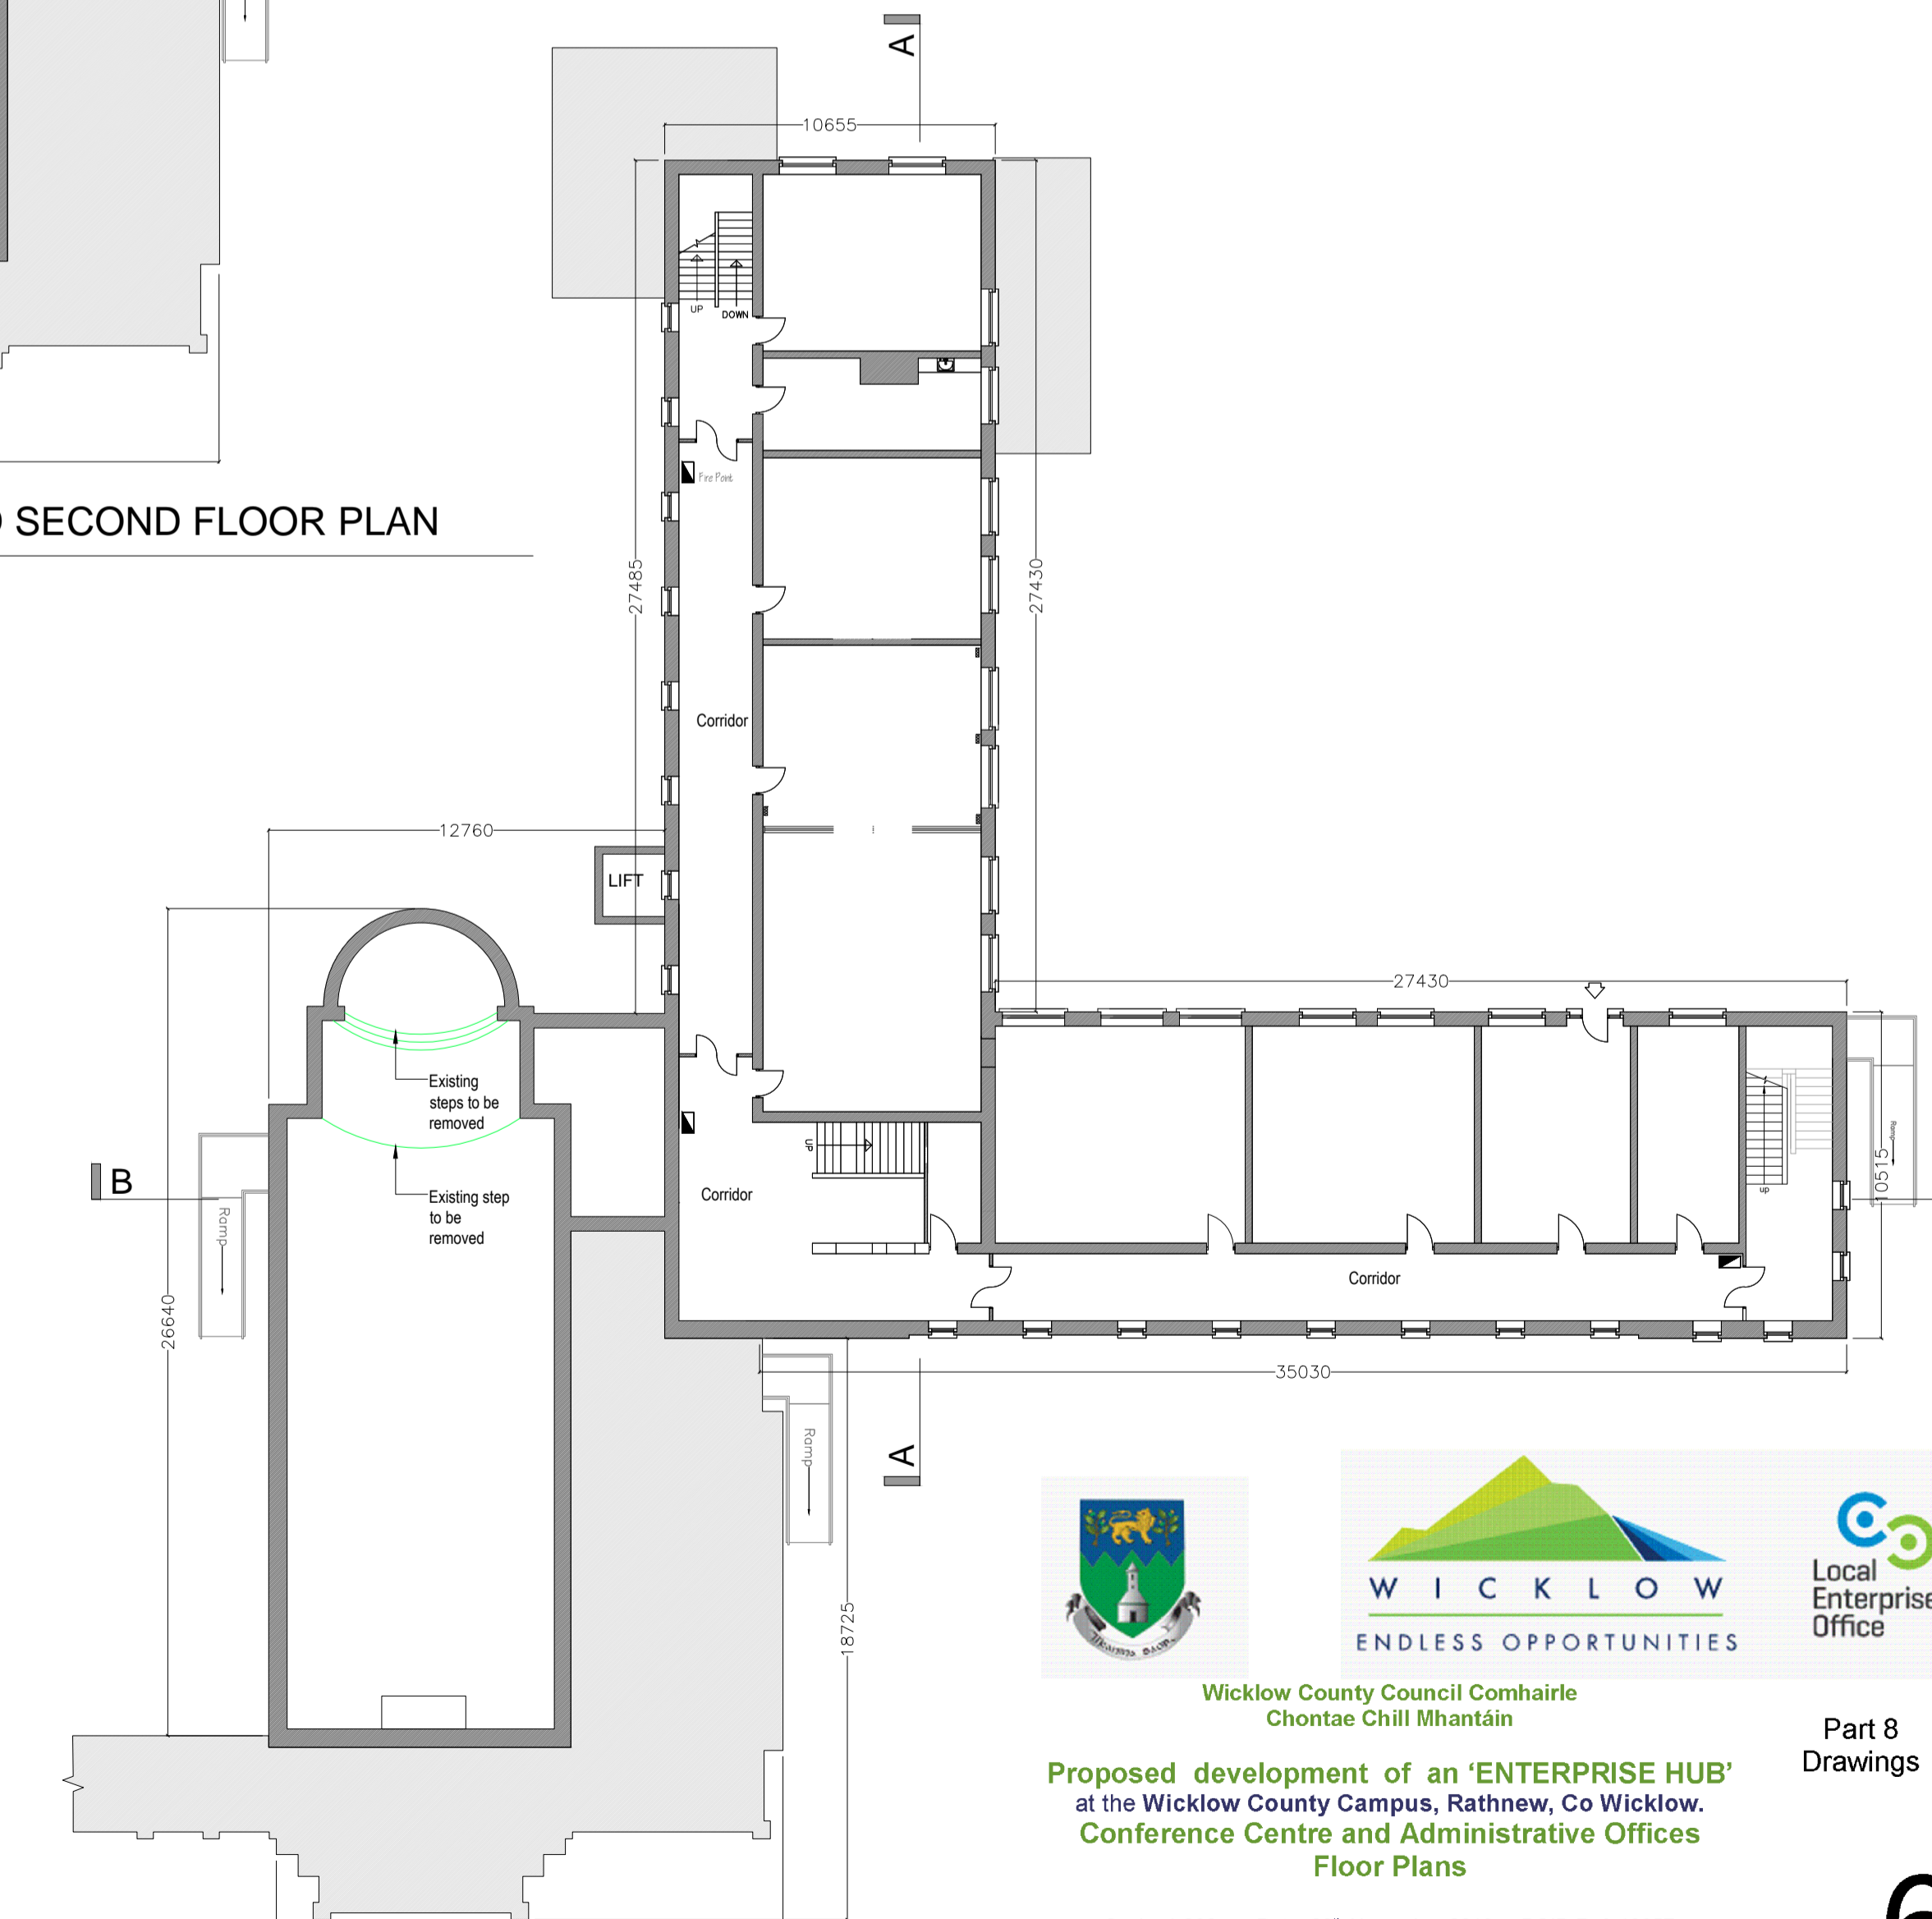 A
10655
UP
DOWN
Fire Point
SECOND FLOOR PLAN
27485
27430
Corridor
12760
LIFT
27430
Existing
steps to be
removed
UP
up
Ramp
10515
B
Corridor
Existing step
to be
removed
Ramp
Corridor
26640
35030
Ramp
A
18725
WICKLOW
ENDLESS OPPORTUNITIES
Local
Enterprise
Office
Wicklow County Council Comhairle
Chontae Chill Mhantáin
Part 8
Drawings
Proposed development of an ‘ENTERPRISE HUB’
at the Wicklow County Campus, Rathnew, Co Wicklow.
Conference Centre and Administrative Offices
Floor Plans